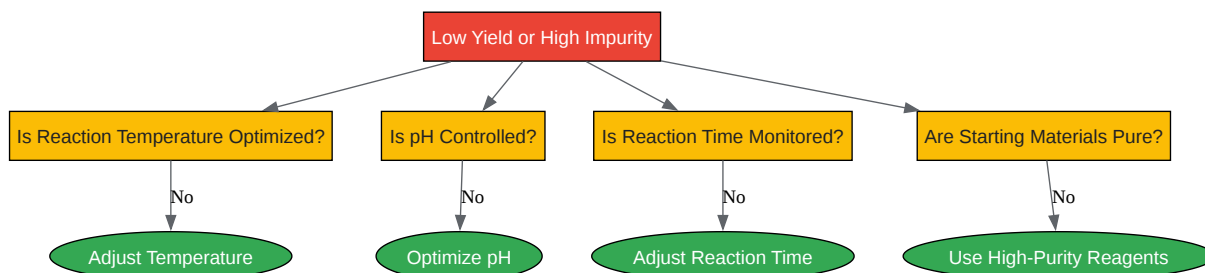 Low Yield or High Impurity
Is Reaction Temperature Optimized?
Is pH Controlled?
Is Reaction Time Monitored?
Are Starting Materials Pure?
No
No
No
No
Adjust Temperature
Optimize pH
Adjust Reaction Time
Use High-Purity Reagents